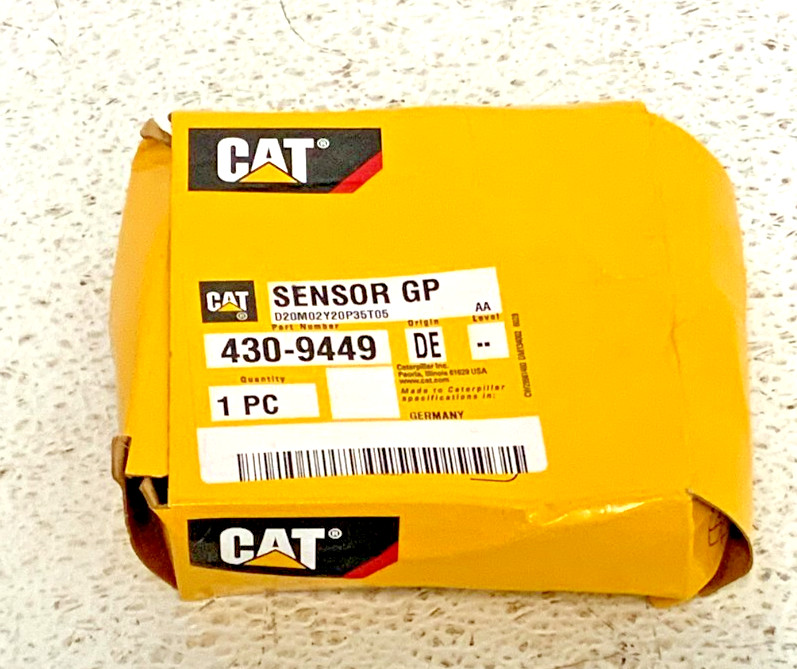 CAT®
CAT®
SENSOR GP
D20M02Y20P35T05
AA
Part Number
Origin
Level
430-9449
DE
--
Quantity
1 PC
Caterpillar Inc.
Peoria, Illinois 61629 USA
www.cat.com
Made to Caterpillar
specifications in:
GERMANY
CAT®